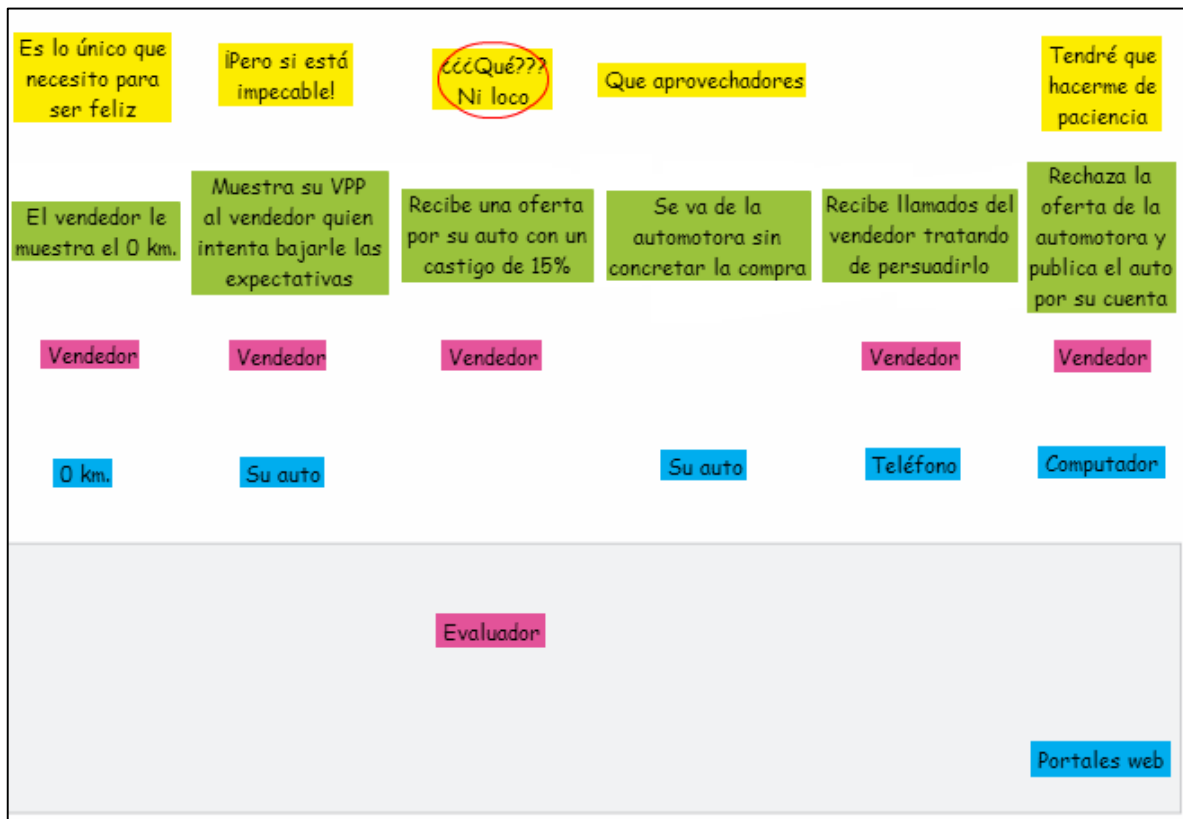 Es lo único que
necesito para
ser feliz
¡Pero si está
impecable!
¿¿¿Qué???
Ni loco
Que aprovechadores
Tendré que
hacerme de
paciencia
El vendedor le
muestra el 0 km.
Muestra su VPP
al vendedor quien
intenta bajarle las
expectativas
Recibe una oferta
por su auto con un
castigo de 15%
Se va de la
automotora sin
concretar la compra
Recibe llamados del
vendedor tratando
de persuadirlo
Rechaza la
oferta de la
automotora y
publica el auto
por su cuenta
Vendedor
Vendedor
Vendedor
Vendedor
Vendedor
0 km.
Su auto
Su auto
Teléfono
Computador
Evaluador
Portales web